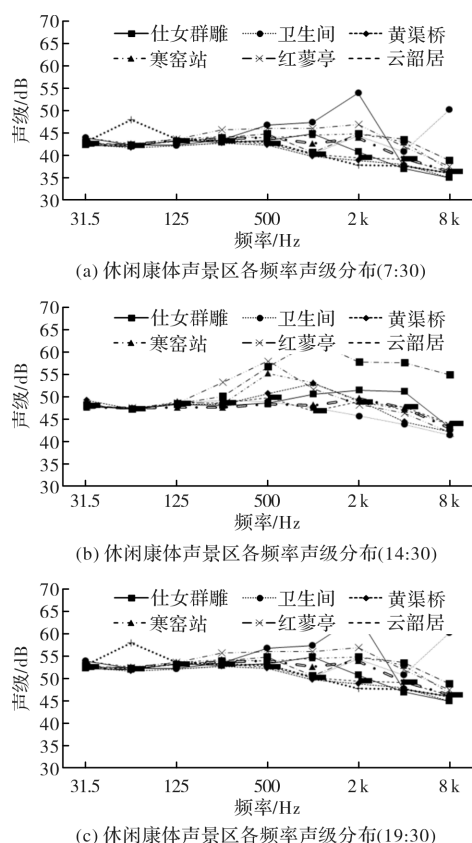 仕女群雕 卫生间 黄渠桥
寒窑站 红蓼亭 云韶居
70
65
60
55
50
45
40
35
30
声级/dB
31.5 125 500 2 k 8 k
频率/Hz
(a) 休闲康体声景区各频率声级分布(7:30)
仕女群雕 卫生间 黄渠桥
寒窑站 红蓼亭 云韶居
70
65
60
55
50
45
40
35
30
声级/dB
31.5 125 500 2 k 8 k
频率/Hz
(b) 休闲康体声景区各频率声级分布(14:30)
仕女群雕 卫生间 黄渠桥
寒窑站 红蓼亭 云韶居
70
65
60
55
50
45
40
35
30
声级/dB
31.5 125 500 2 k 8 k
频率/Hz
(c) 休闲康体声景区各频率声级分布(19:30)